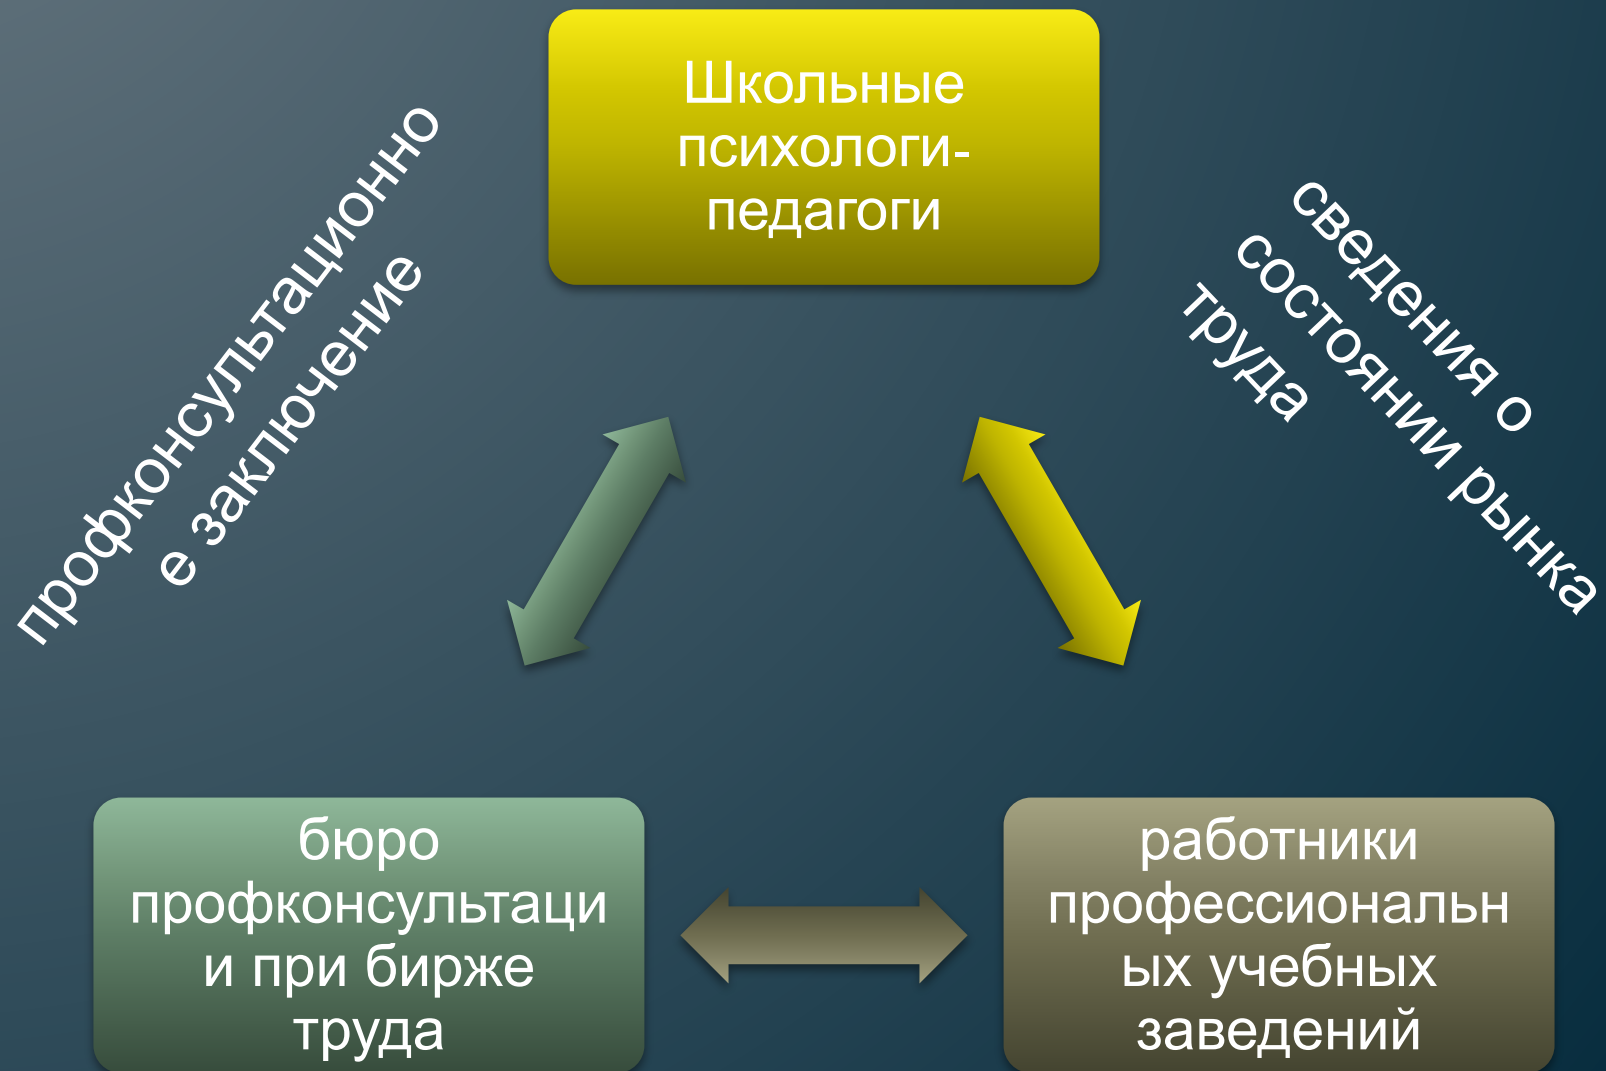 Школьные
психологи-
педагоги
профконсультационно
е заключение
сведения о
состоянии рынка
труда
бюро
профконсультаци
и при бирже
труда
работники
профессиональн
ых учебных
заведений